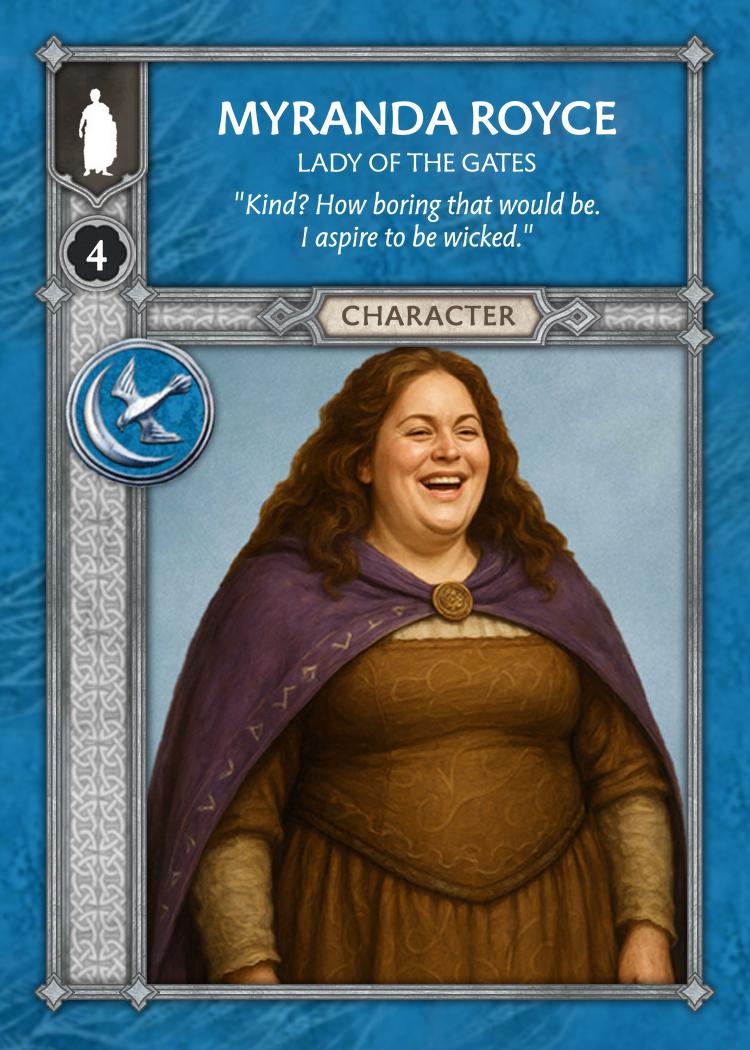 MYRANDA ROYCE
LADY OF THE GATES
"Kind? How boring that would be.
I aspire to be wicked."
4
CHARACTER